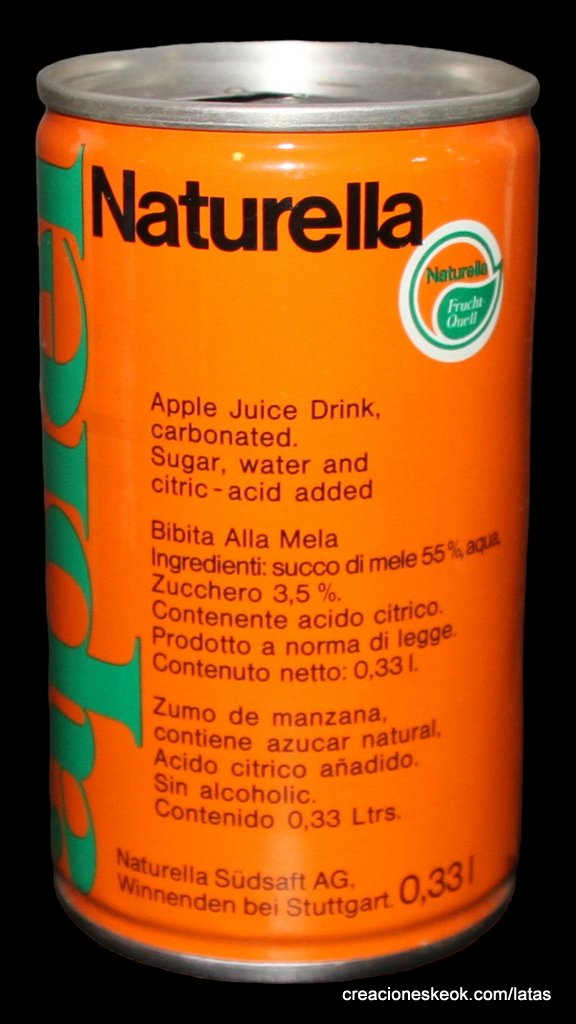 Naturella
Naturella
Frucht
Quell
Apple Juice Drink,
carbonated.
Sugar, water and
citric-acid added
Bibita Alla Mela
Ingredienti: succo di mele 55%, aqua,
Zucchero 3,5%.
Contenente acido citrico.
Prodotto a norma di legge.
Contenuto netto: 0,33 l.
Zumo de manzana,
contiene azucar natural,
Acido citrico añadido.
Sin alcoholic.
Contenido 0,33 Ltrs.
Naturella Südsaft AG,
Winnenden bei Stuttgart. 0,33 l
creacioneskeok.com/latas